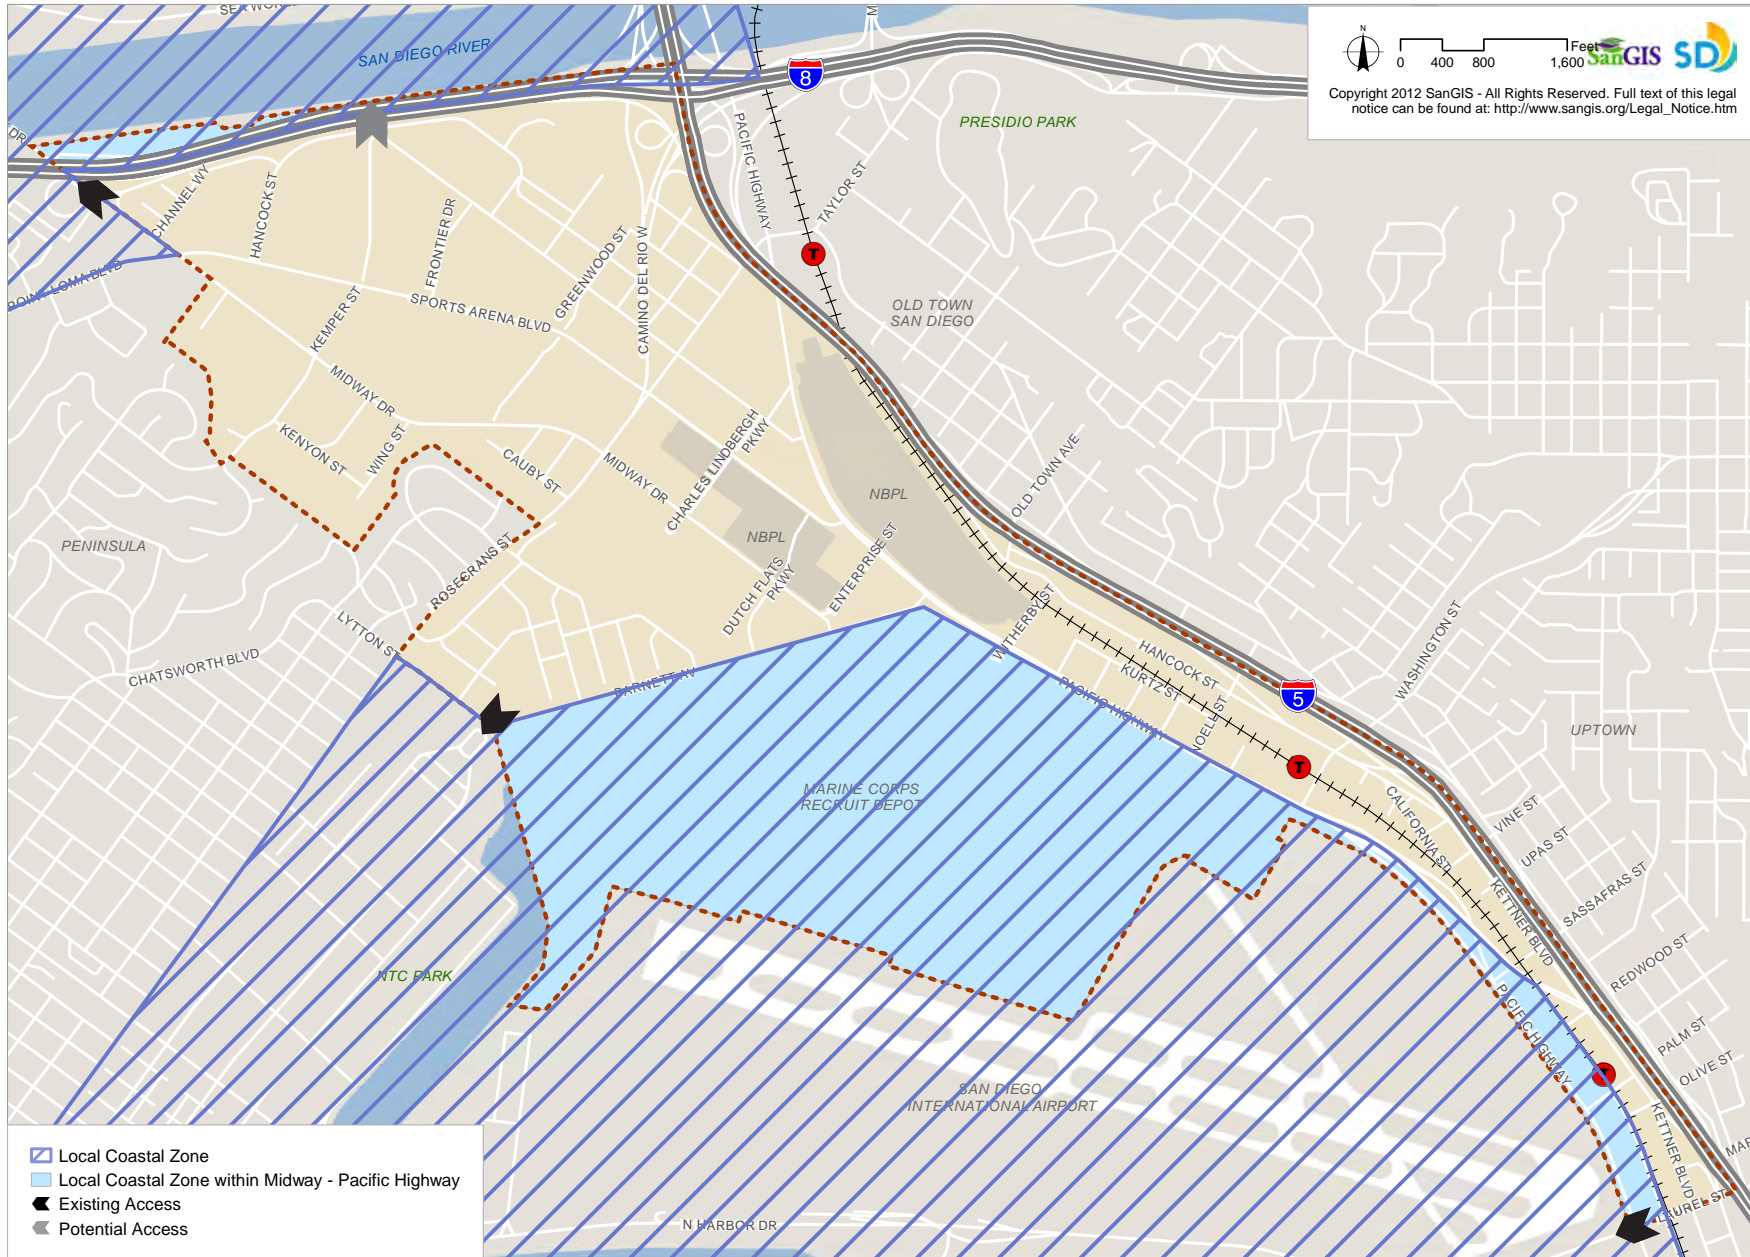 SAN DIEGO RIVER
8
N
0 400 800 1,600 Feet
SanGIS SD
Copyright 2012 SanGIS - All Rights Reserved. Full text of this legal
notice can be found at: http://www.sangis.org/Legal_Notice.htm
PRESIDIO PARK
DR
M
CHANNEL WY
HANCOCK ST
FRONTIER DR
GREENWOOD ST
CAMINO DEL RIO W
PACIFIC HIGHWAY
TAYLOR ST
T
POINT LOMA BLVD
KEMPER ST
SPORTS ARENA BLVD
OLD TOWN
SAN DIEGO
MIDWAY DR
KENYON ST
WING ST
CAUBY ST
MIDWAY DR
CHARLES LINDBERGH
PKWY
NBPL
NBPL
OLD TOWN AVE
PENINSULA
ROSECRANS ST
DUTCH FLATS
PKWY
ENTERPRISE ST
LYTTON ST
CHATSWORTH BLVD
BARNETT AV
WITHERBY ST
HANCOCK ST
KURTZ ST
PACIFIC HIGHWAY
NOELL ST
WASHINGTON ST
5
UPTOWN
T
MARINE CORPS
RECRUIT DEPOT
CALIFORNIA ST
VINE ST
UPAS ST
SASSAFRAS ST
KETTNER BLVD
REDWOOD ST
NTC PARK
PACIFIC HIGHWAY
PALM ST
OLIVE ST
T
SAN DIEGO
INTERNATIONAL AIRPORT
KETTNER BLVD
LAUREL ST
N HARBOR DR
Local Coastal Zone
Local Coastal Zone within Midway - Pacific Highway
Existing Access
Potential Access